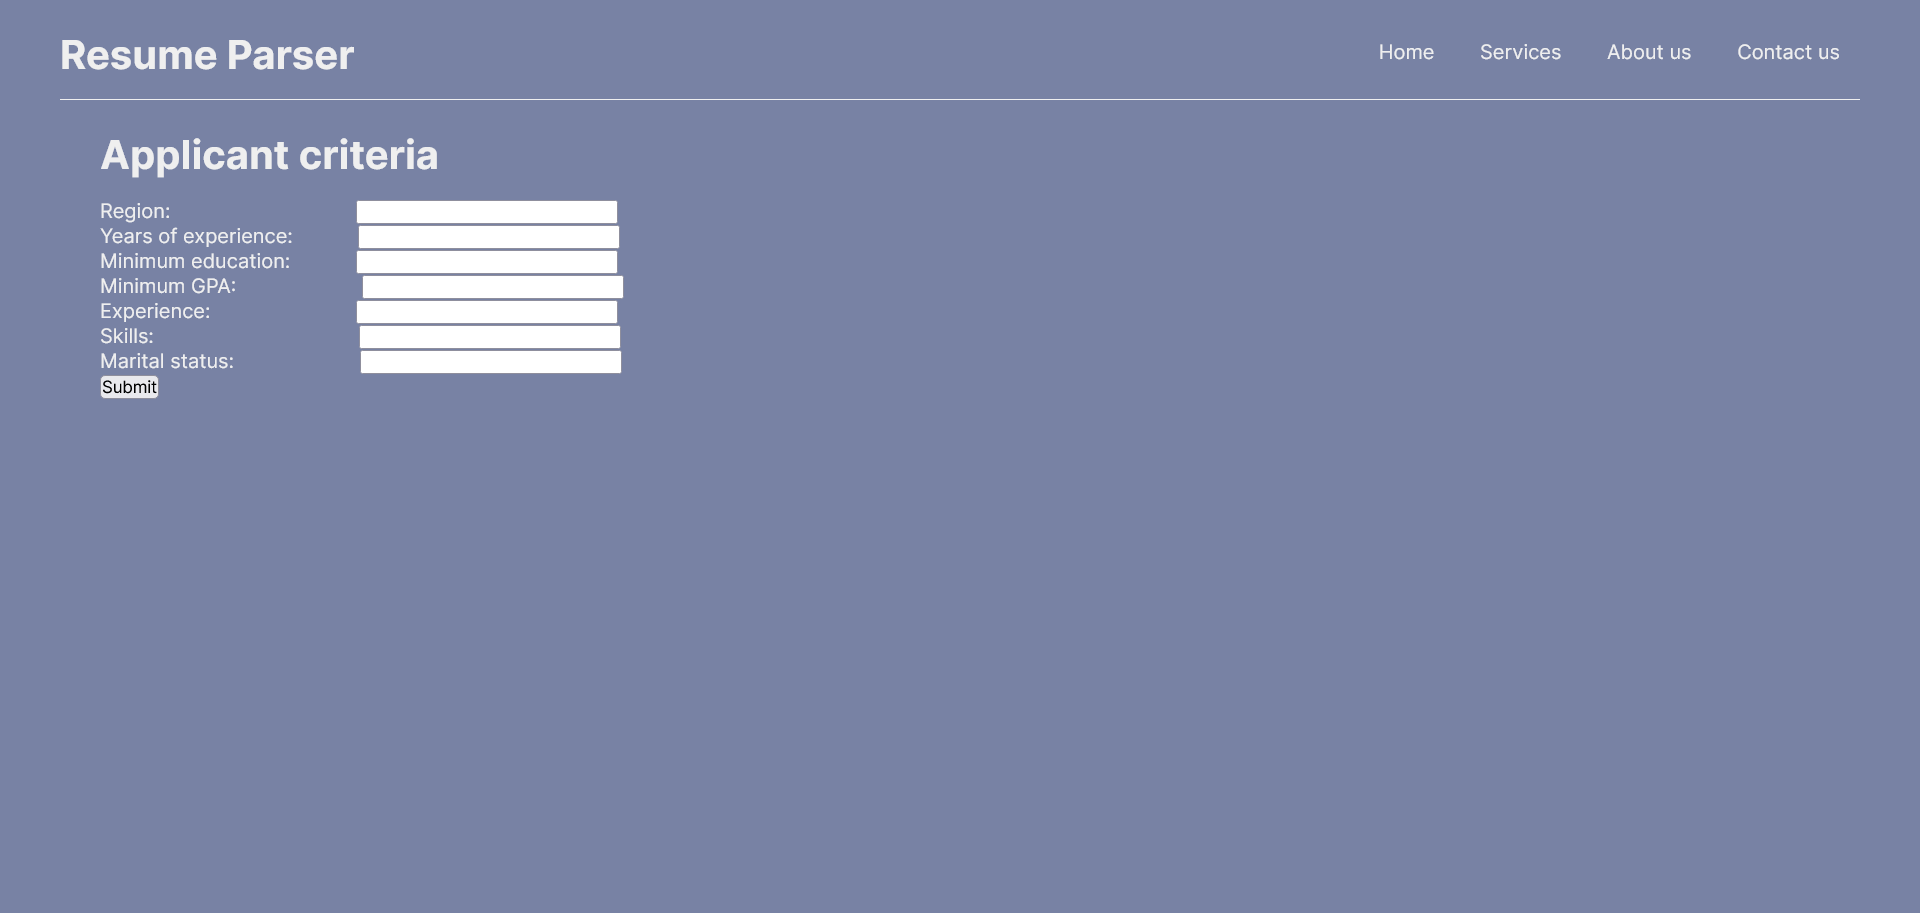 Resume Parser
Home Services About us Contact us
Applicant criteria
Region:
Years of experience:
Minimum education:
Minimum GPA:
Experience:
Skills:
Marital status:
Submit